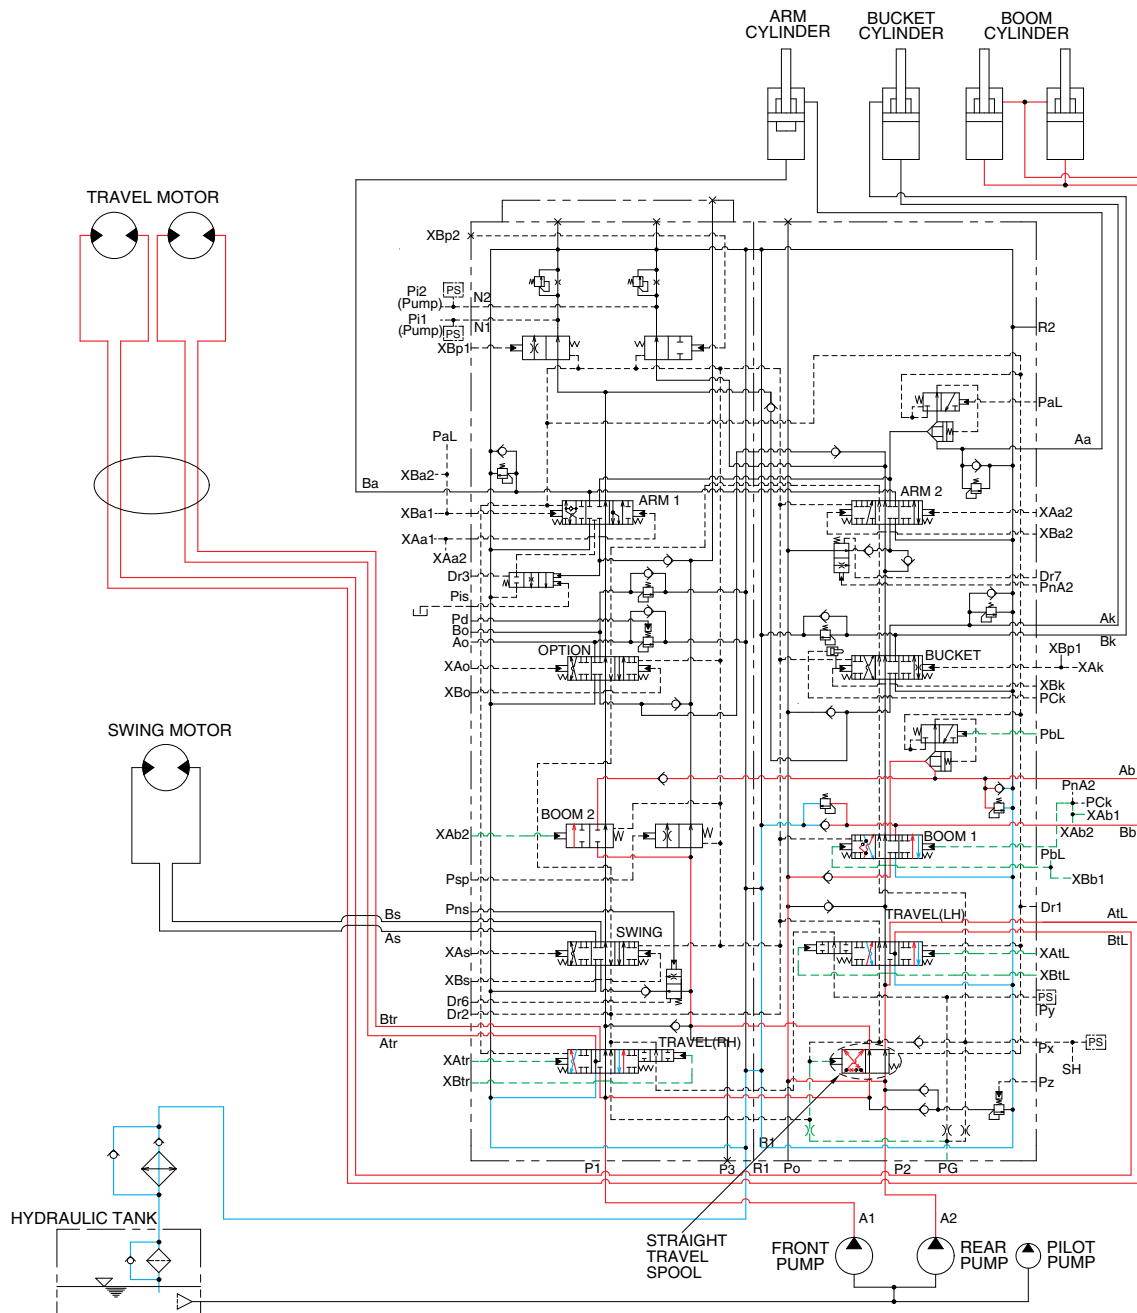 ARM
CYLINDER
BUCKET
CYLINDER
BOOM
CYLINDER
TRAVEL MOTOR
XBp2
PS
Pi2
(Pump)
N2
Pi1
(Pump)
PS
N1
XBp1
R2
PaL
Aa
PaL
XBa2
Ba
XBa1
XAa1
XAa2
ARM 1
ARM 2
XAa2
XBa2
Dr3
Pis
Dr7
PnA2
Pd
Bo
Ao
Ak
Bk
OPTION
BUCKET
XBp1
XAo
XAk
XBo
XBk
PCk
SWING MOTOR
PbL
Ab
PnA2
PCk
XAb1
XAb2
Bb
BOOM 2
BOOM 1
XAb2
PbL
XBb1
Psp
Pns
Dr1
Bs
As
TRAVEL(LH)
AtL
BtL
SWING
XAs
XAtL
XBs
XBtL
Dr6
Dr2
PS
Py
Btr
Atr
TRAVEL(RH)
Px
PS
SH
XAtr
XBtr
Pz
R1
P1
P3
R1
Po
P2
PG
HYDRAULIC TANK
A1
A2
STRAIGHT
TRAVEL
SPOOL
FRONT
PUMP
REAR
PUMP
PILOT
PUMP